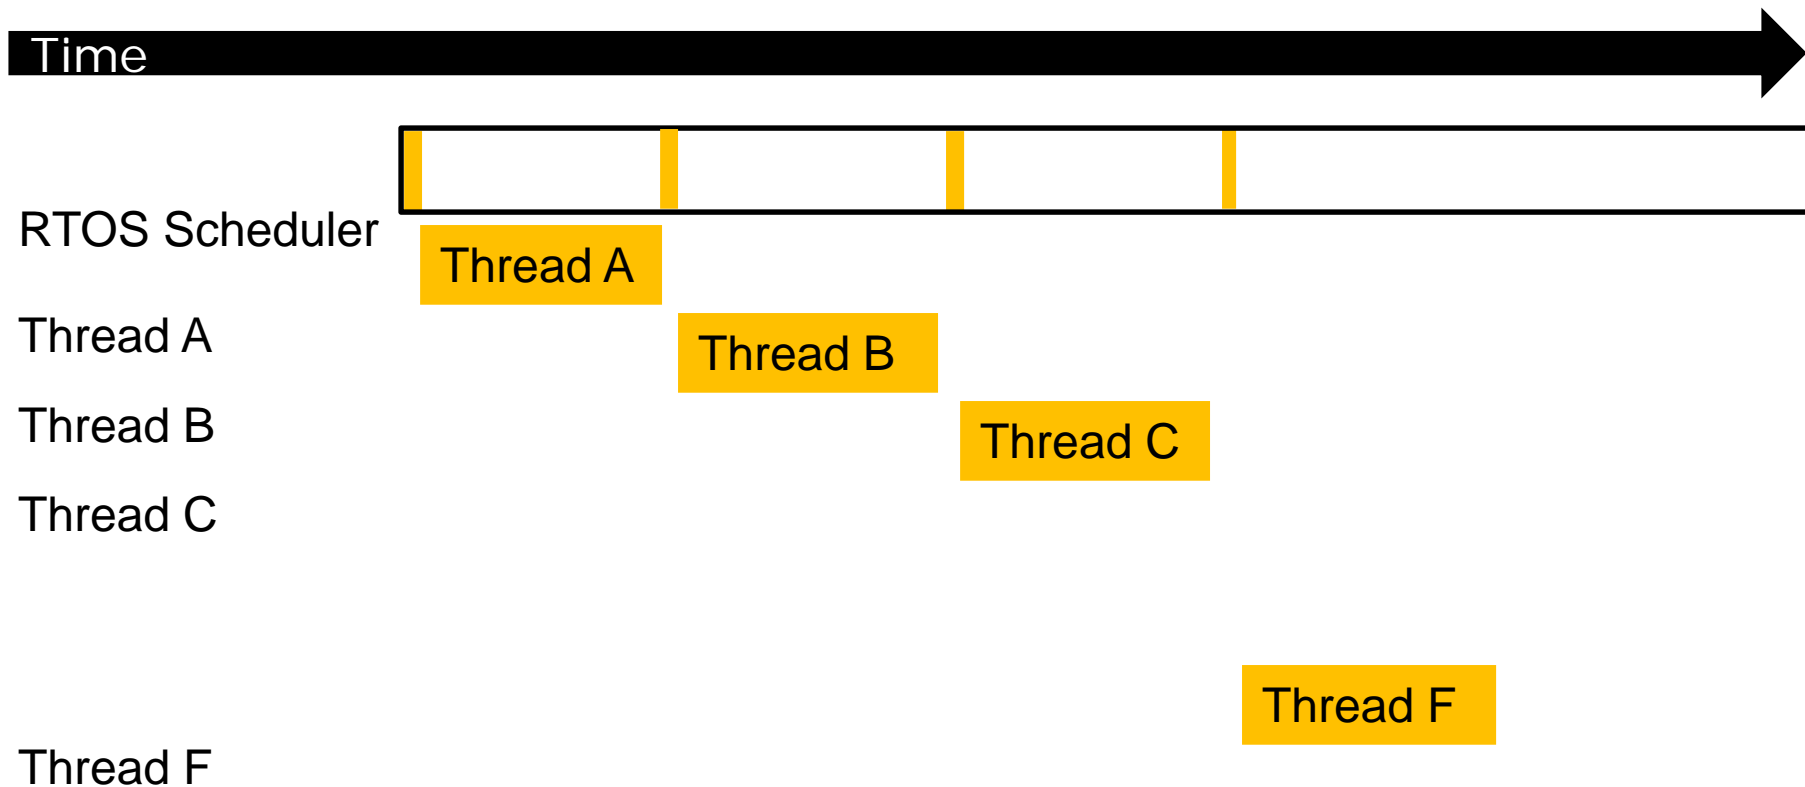 Time
RTOS Scheduler
Thread A
Thread A
Thread B
Thread B
Thread C
Thread C
Thread F
Thread F